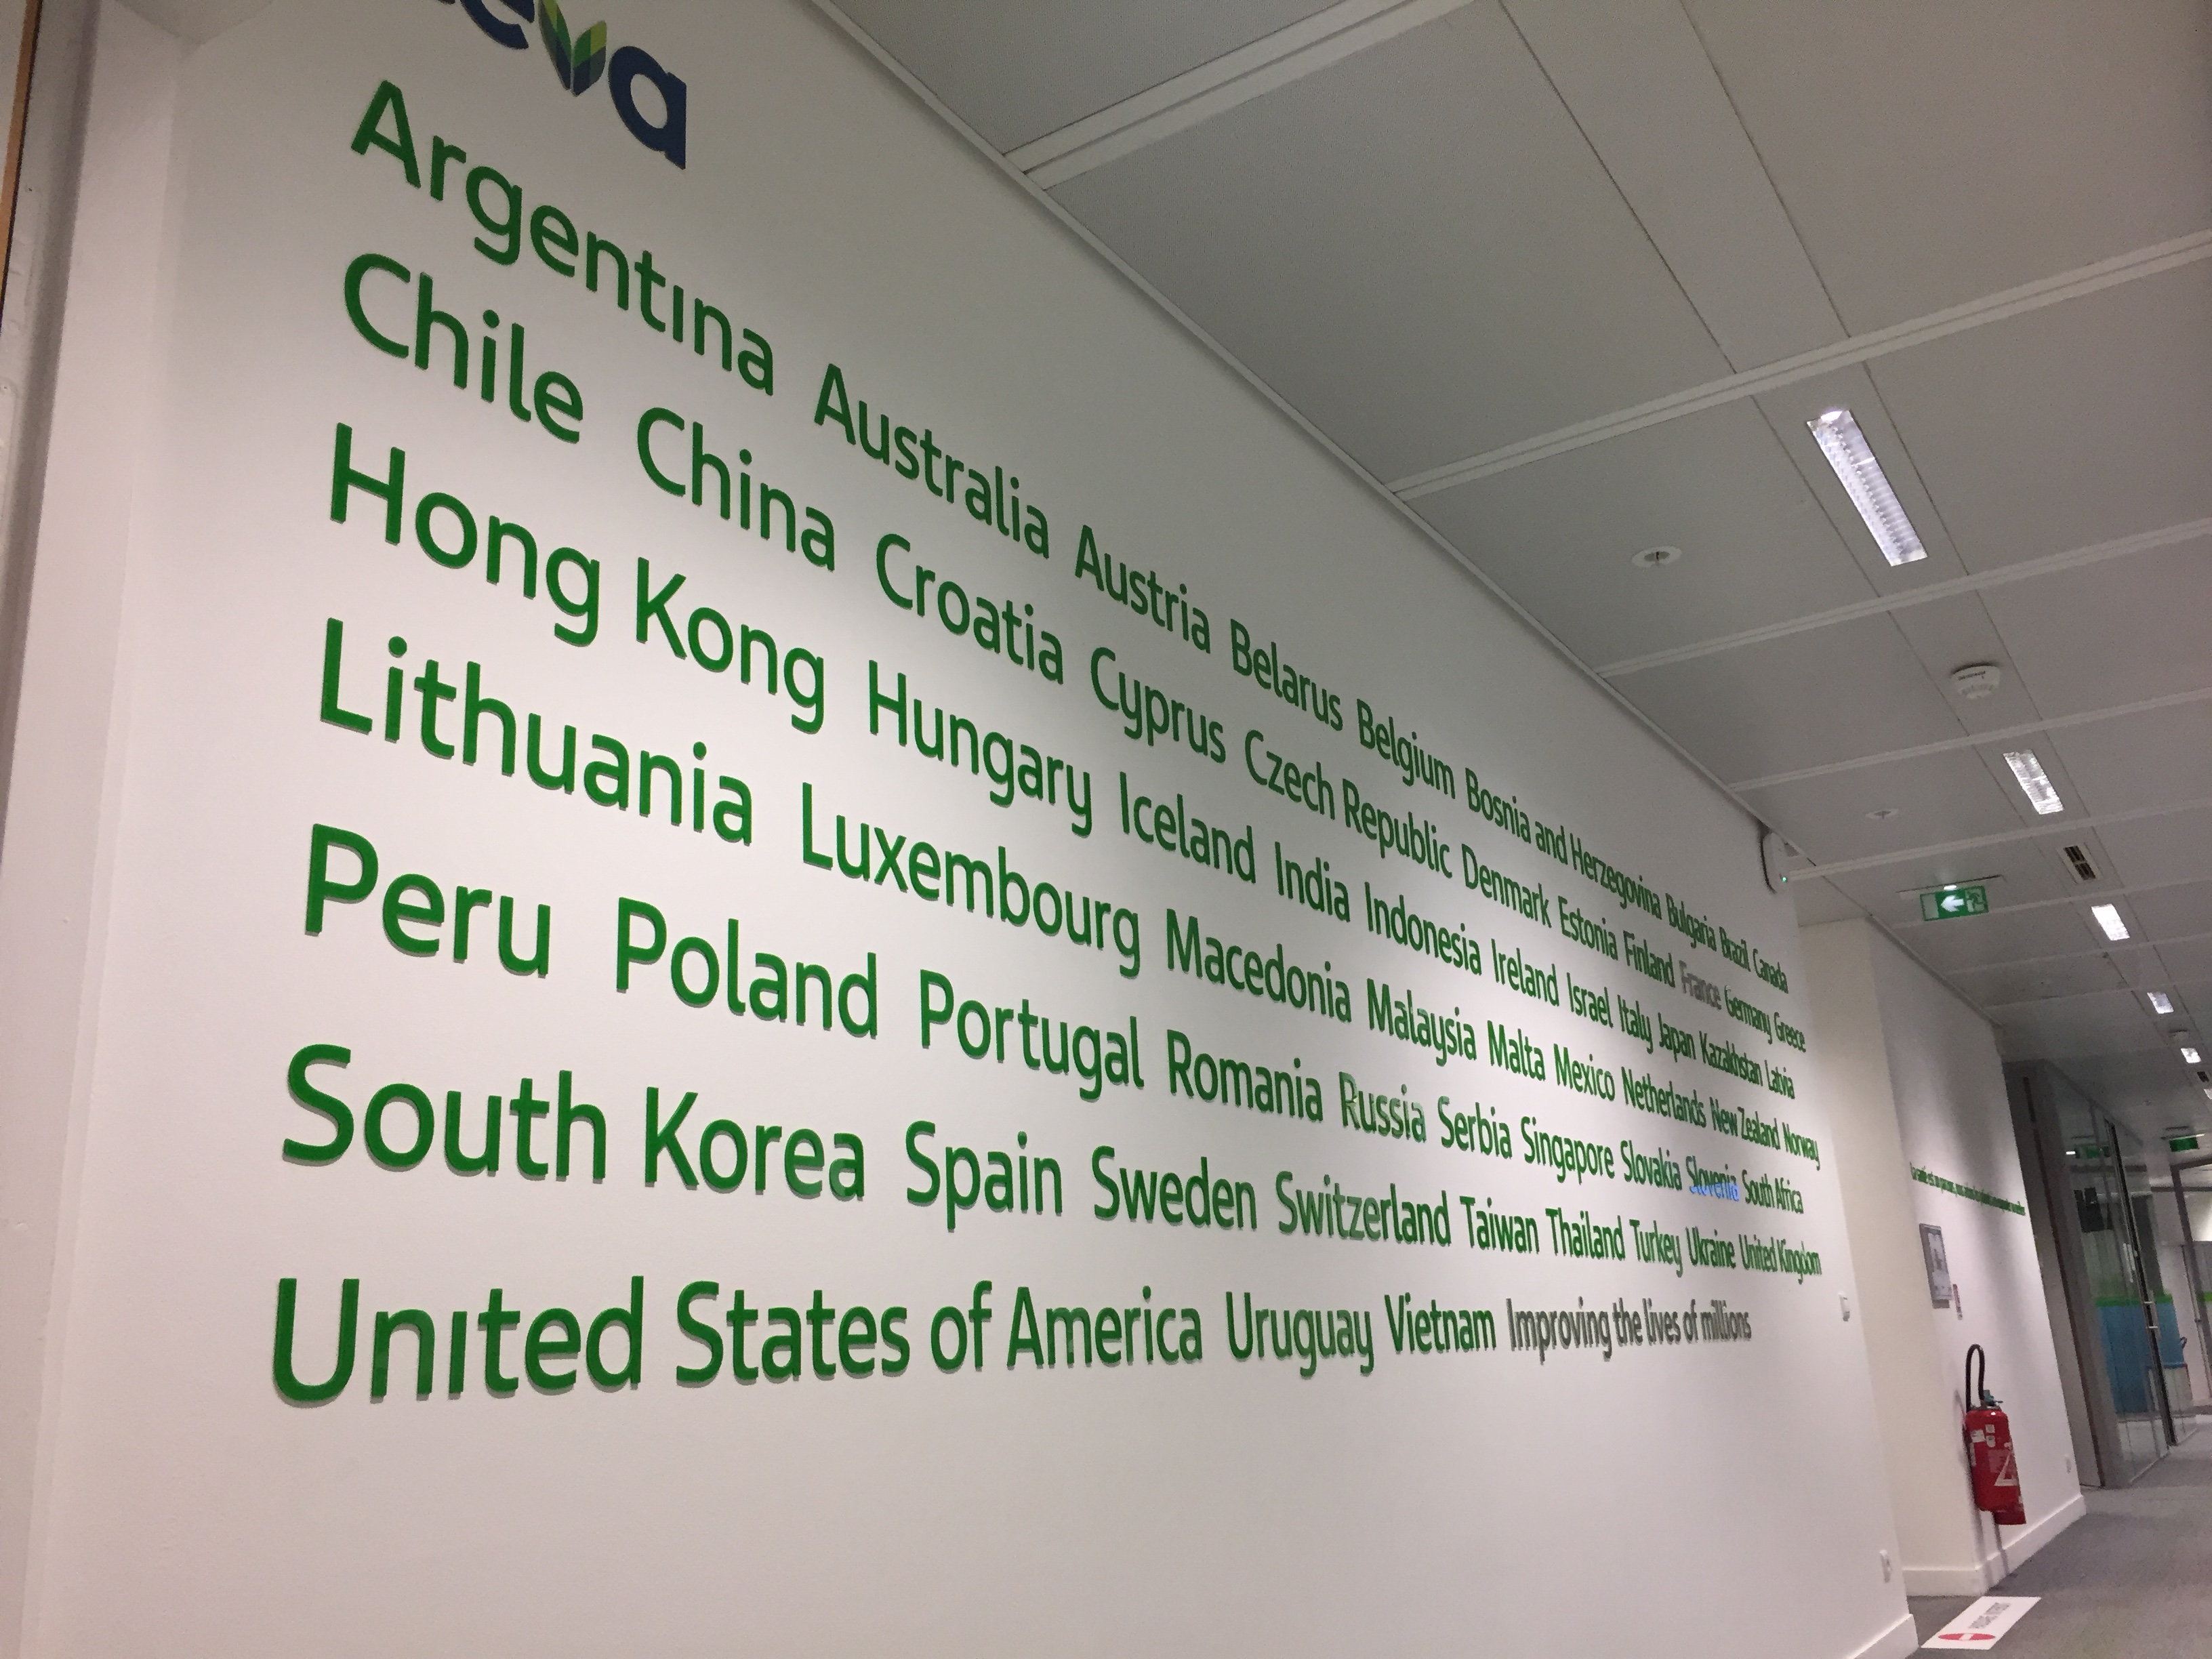 eva
Argentına Australia Austria Belarus Belgium Bosnia and Herzegovina Bulgaria Brazil Canada
Chile China Croatia Cyprus Czech Republic Denmark Estonia Finland France Germany Greece
Hong Kong Hungary Iceland India Indonesia Ireland Israel Italy Japan Kazakhstan Latvia
Lithuania Luxembourg Macedonia Malaysia Malta Mexico Netherlands New Zealand Norway
Peru Poland Portugal Romania Russia Serbia Singapore Slovakia Slovenia South Africa
South Korea Spain Sweden Switzerland Taiwan Thailand Turkey Ukraine United Kingdom
Unıted States of America Uruguay Vietnam Improving the lives of millions